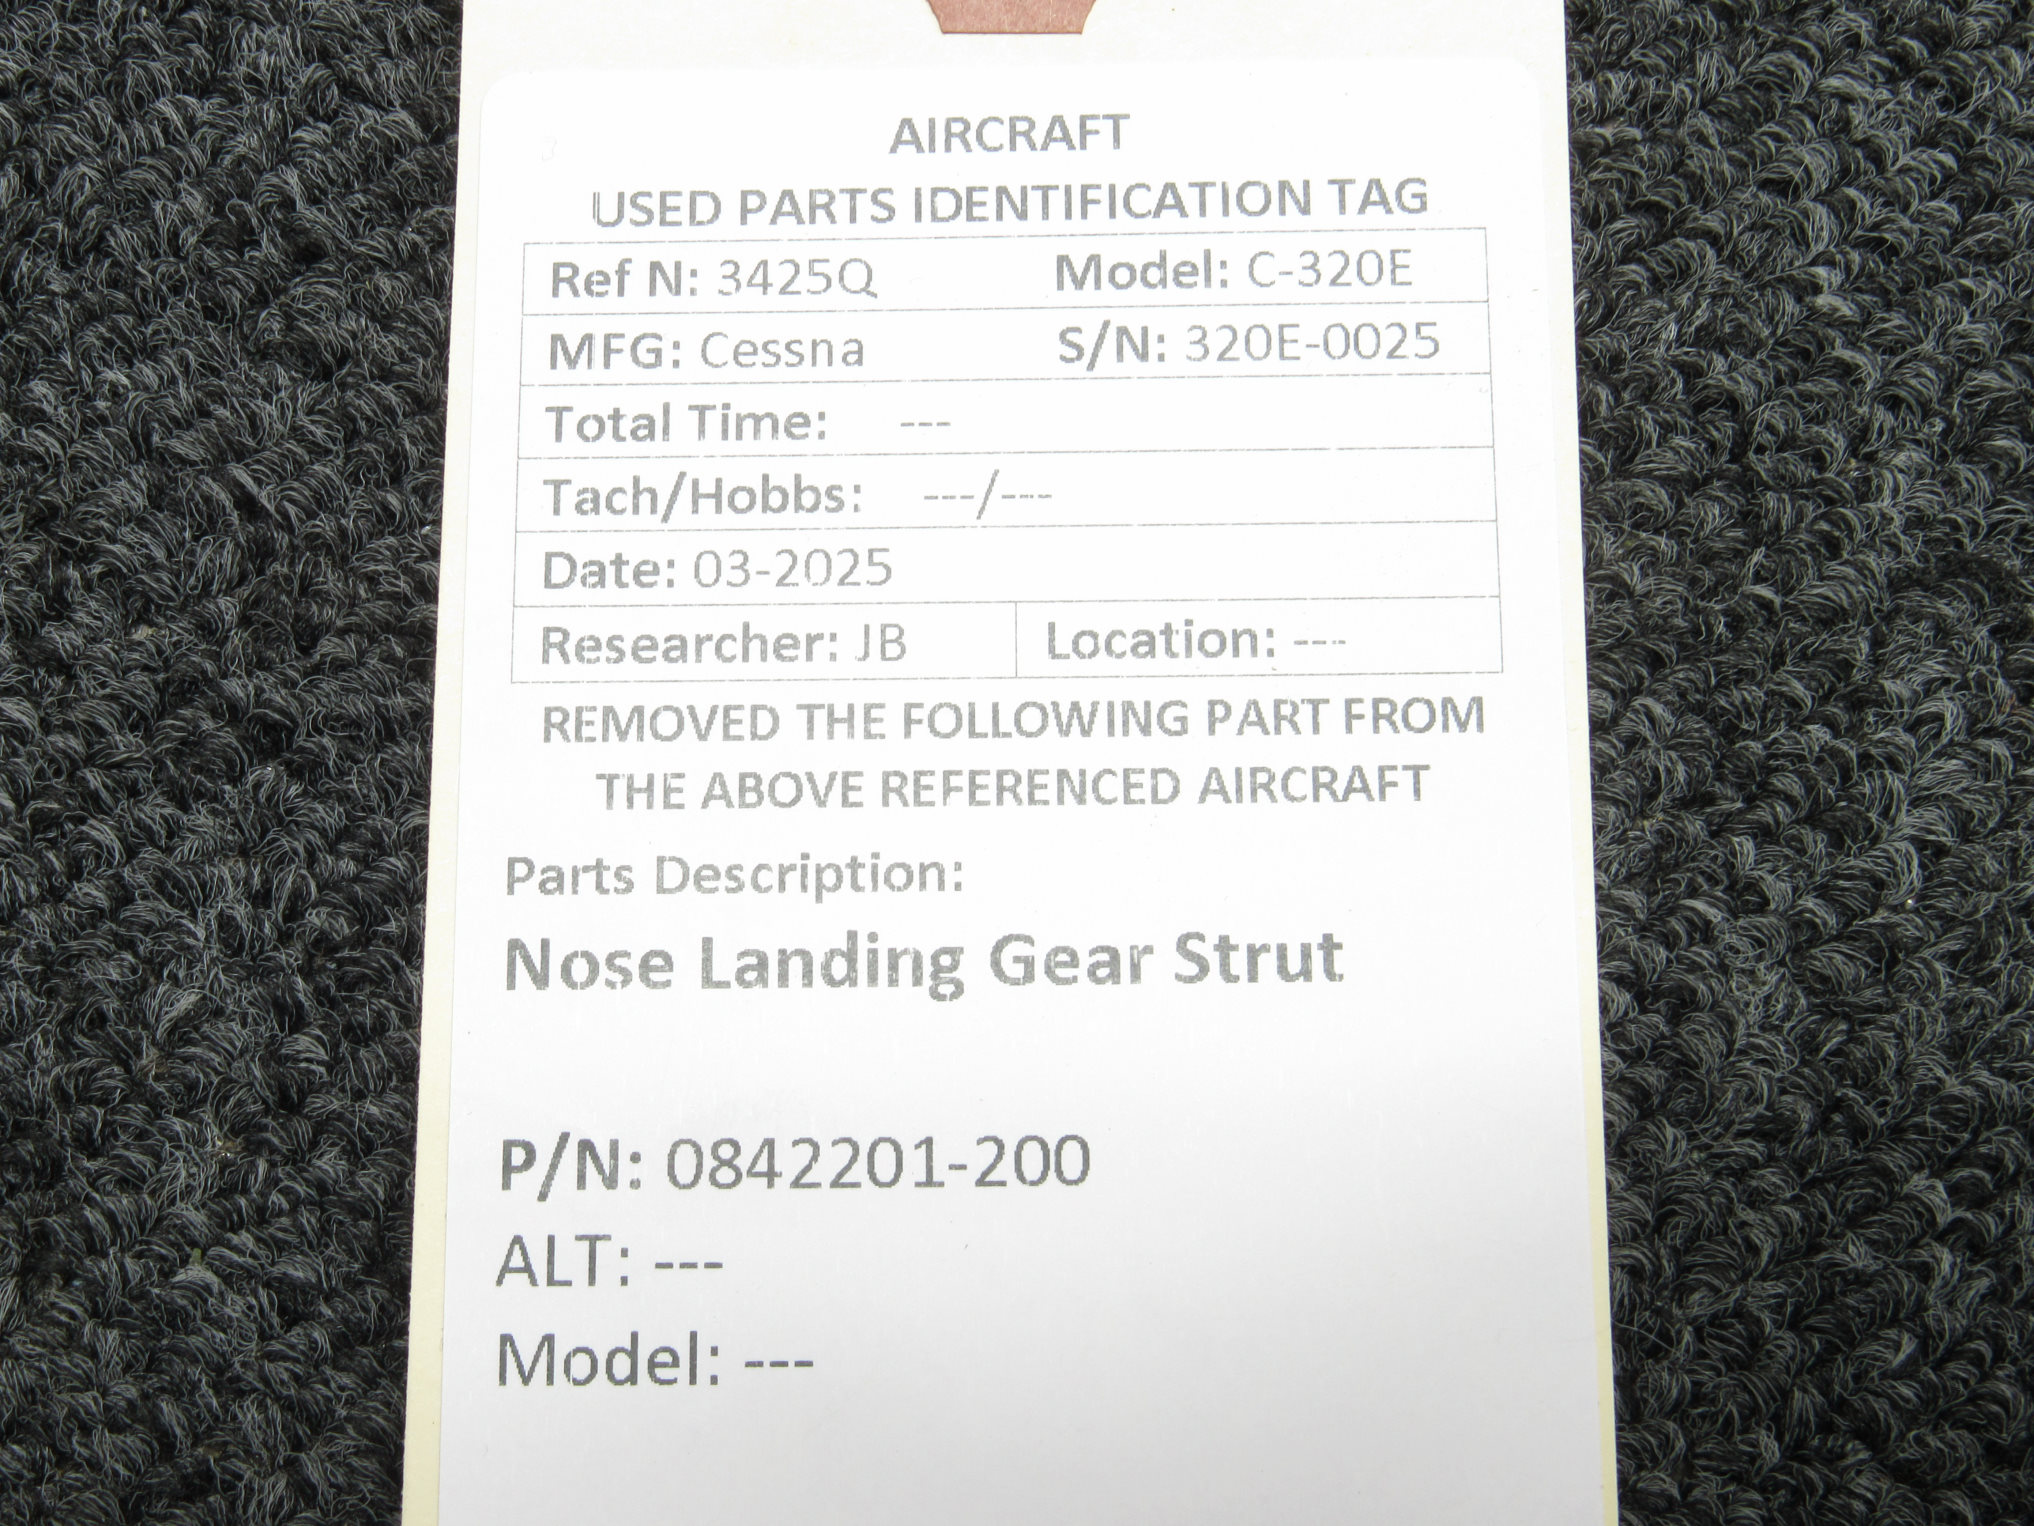 AIRCRAFT
USED PARTS IDENTIFICATION TAG
Ref N: 3425Q Model: C-320E
MFG: Cessna S/N: 320E-0025
Total Time: ---
Tach/Hobbs: ---/---
Date: 03-2025
Researcher: JB Location: ---
REMOVED THE FOLLOWING PART FROM
THE ABOVE REFERENCED AIRCRAFT
Parts Description:
Nose Landing Gear Strut
P/N: 0842201-200
ALT: ---
Model: ---